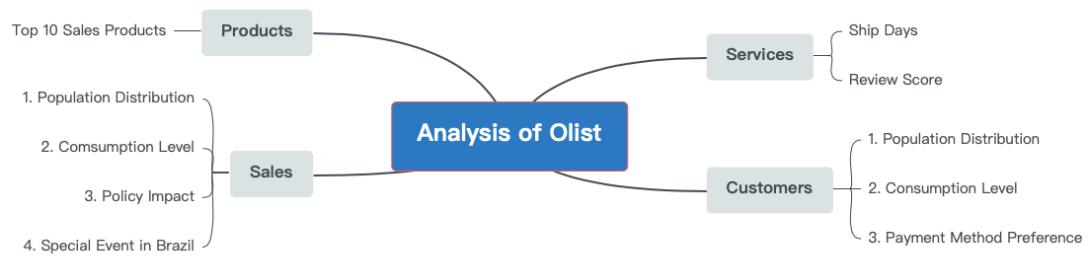 Analysis of Olist
Products
Top 10 Sales Products
Sales
1. Population Distribution
2. Comsumption Level
3. Policy Impact
4. Special Event in Brazil
Services
Ship Days
Review Score
Customers
1. Population Distribution
2. Consumption Level
3. Payment Method Preference